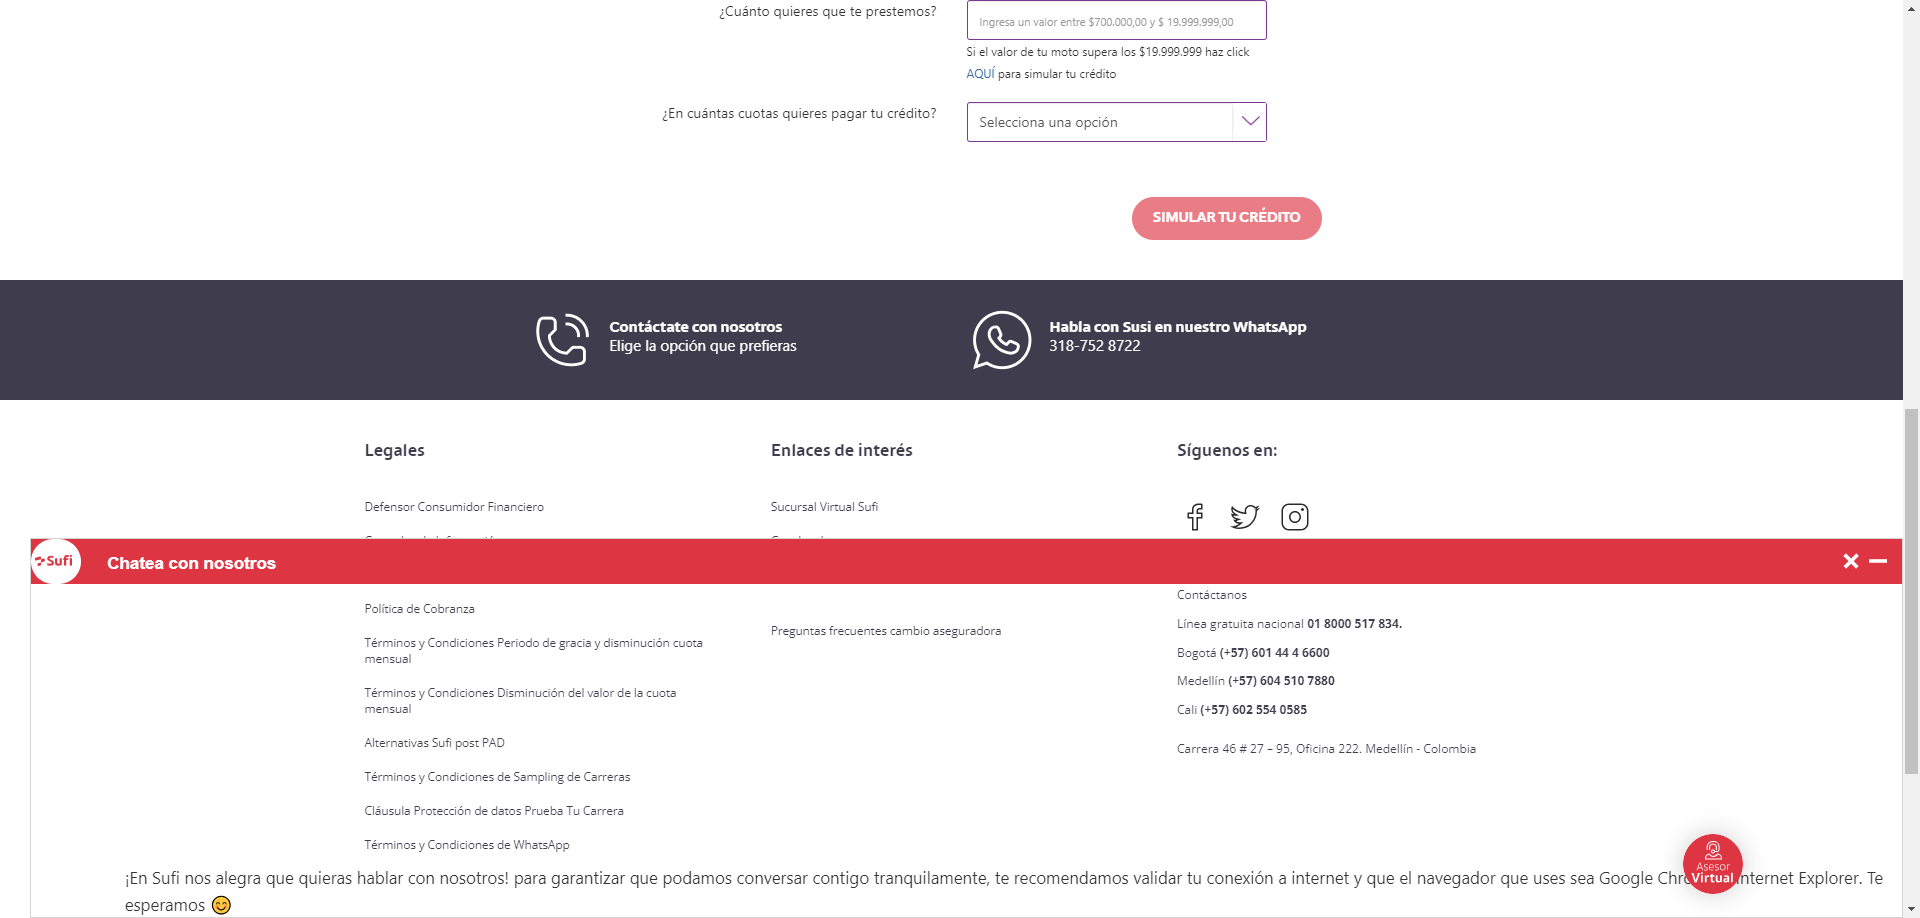 ¿Cuánto quieres que te prestemos?
Ingresa un valor entre $700.000,00 y $ 19.999.999,00
Si el valor de tu moto supera los $19.999.999 haz click
AQUÍ para simular tu crédito
¿En cuántas cuotas quieres pagar tu crédito?
Selecciona una opción
SIMULAR TU CRÉDITO
Contáctate con nosotros
Elige la opción que prefieras
Habla con Susi en nuestro WhatsApp
318-752 8722
Legales
Defensor Consumidor Financiero
Enlaces de interés
Sucursal Virtual Sufi
Síguenos en:
Sufi
Chatea con nosotros
Política de Cobranza
Términos y Condiciones Periodo de gracia y disminución cuota
mensual
Términos y Condiciones Disminución del valor de la cuota
mensual
Alternativas Sufi post PAD
Términos y Condiciones de Sampling de Carreras
Cláusula Protección de datos Prueba Tu Carrera
Términos y Condiciones de WhatsApp
Preguntas frecuentes cambio aseguradora
Contáctanos
Línea gratuita nacional 01 8000 517 834.
Bogotá (+57) 601 44 4 6600
Medellín (+57) 604 510 7880
Cali (+57) 602 554 0585
Carrera 46 # 27 – 95, Oficina 222. Medellín - Colombia
Asesor
Virtual
¡En Sufi nos alegra que quieras hablar con nosotros! para garantizar que podamos conversar contigo tranquilamente, te recomendamos validar tu conexión a internet y que el navegador que uses sea Google Internet Explorer. Te
esperamos 😊